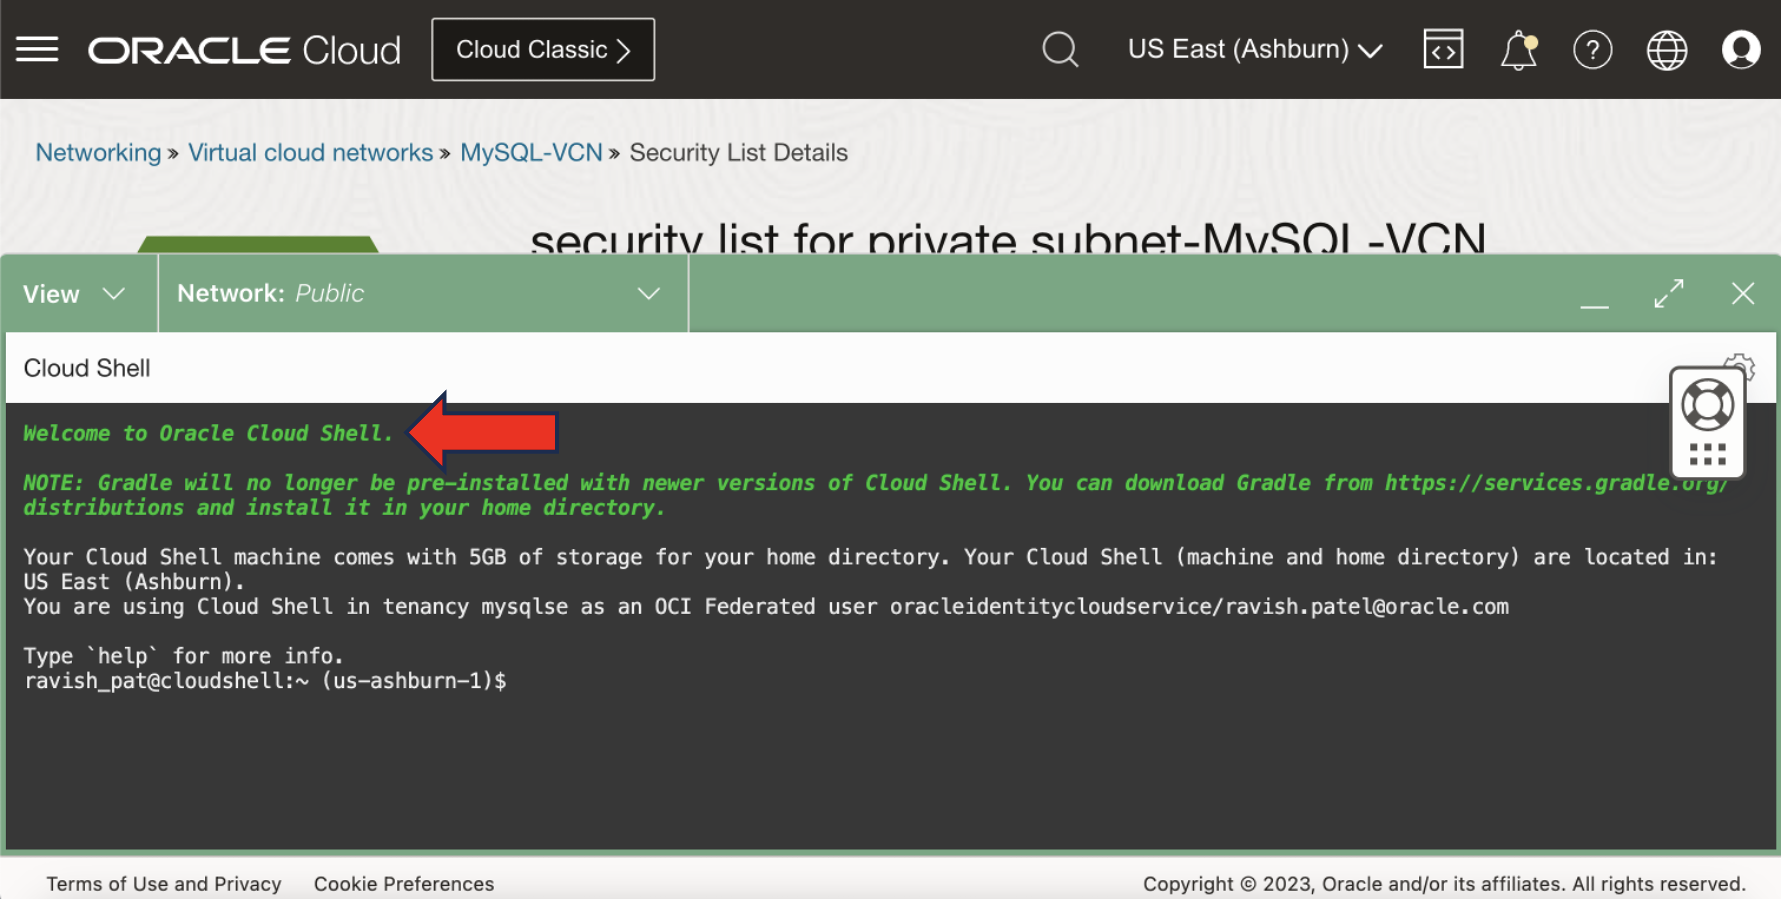 ORACLE Cloud
Cloud Classic
US East (Ashburn)
Networking » Virtual cloud networks » MySQL-VCN » Security List Details
security list for private subnet-MySQL-VCN
View
Network: Public
Cloud Shell
Welcome to Oracle Cloud Shell.
NOTE: Gradle will no longer be pre-installed with newer versions of Cloud Shell. You can download Gradle from https://services.gradle.org/
distributions and install it in your home directory.
Your Cloud Shell machine comes with 5GB of storage for your home directory. Your Cloud Shell (machine and home directory) are located in:
US East (Ashburn).
You are using Cloud Shell in tenancy mysqlse as an OCI Federated user oracleidentitycloudservice/ravish.patel@oracle.com
Type `help` for more info.
ravish_pat@cloudshell:~ (us-ashburn-1)$
Terms of Use and Privacy
Cookie Preferences
Copyright © 2023, Oracle and/or its affiliates. All rights reserved.